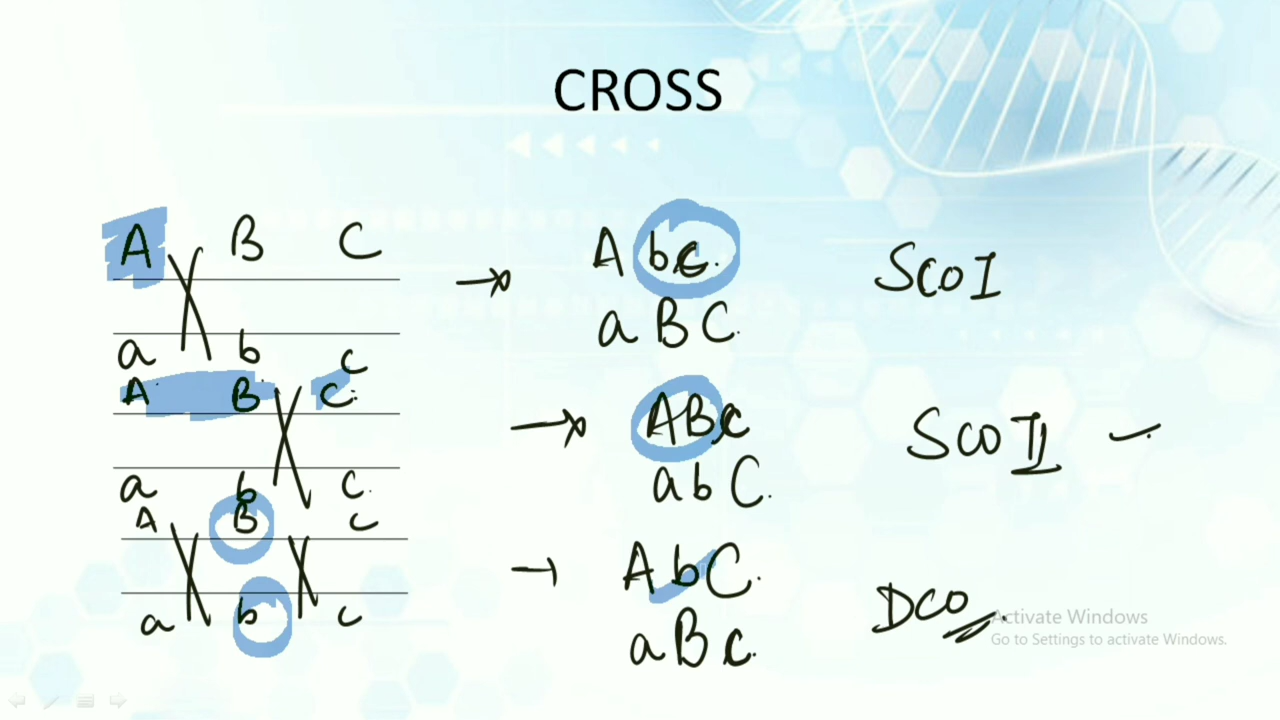 CROSS
A B C
a b c
→ A b c.
a B C.
SCO I
A B C.
a b c.
→ A B c
a b C.
SCO II
A B C
a b c
→ A b C.
a B c.
DCO
Activate Windows
Go to Settings to activate Windows.